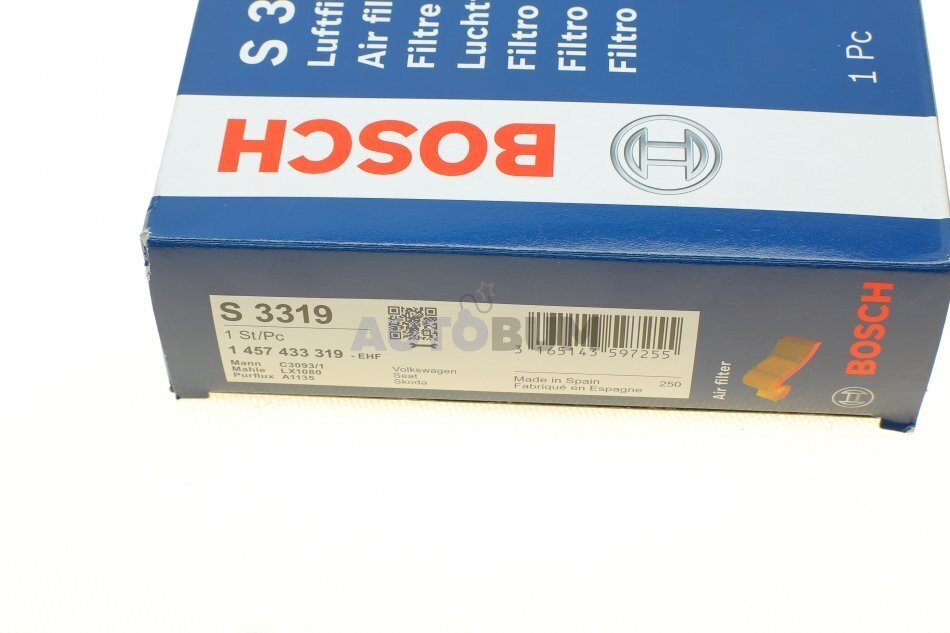 S 3
Luftfi
Air fil
Filtre
Lucht
Filtro
Filtro
Filtro
1 Pc
BOSCH
S 3319
1 St/Pc
1 457 433 319 - EHF
Mann C3093/1
Mahle LX1080
Purflux A1135
Volkswagen
Seat
Skoda
3 165143 597255
Made in Spain
Fabriqué en Espagne
250
Air filter
BOSCH
AUTOBUM